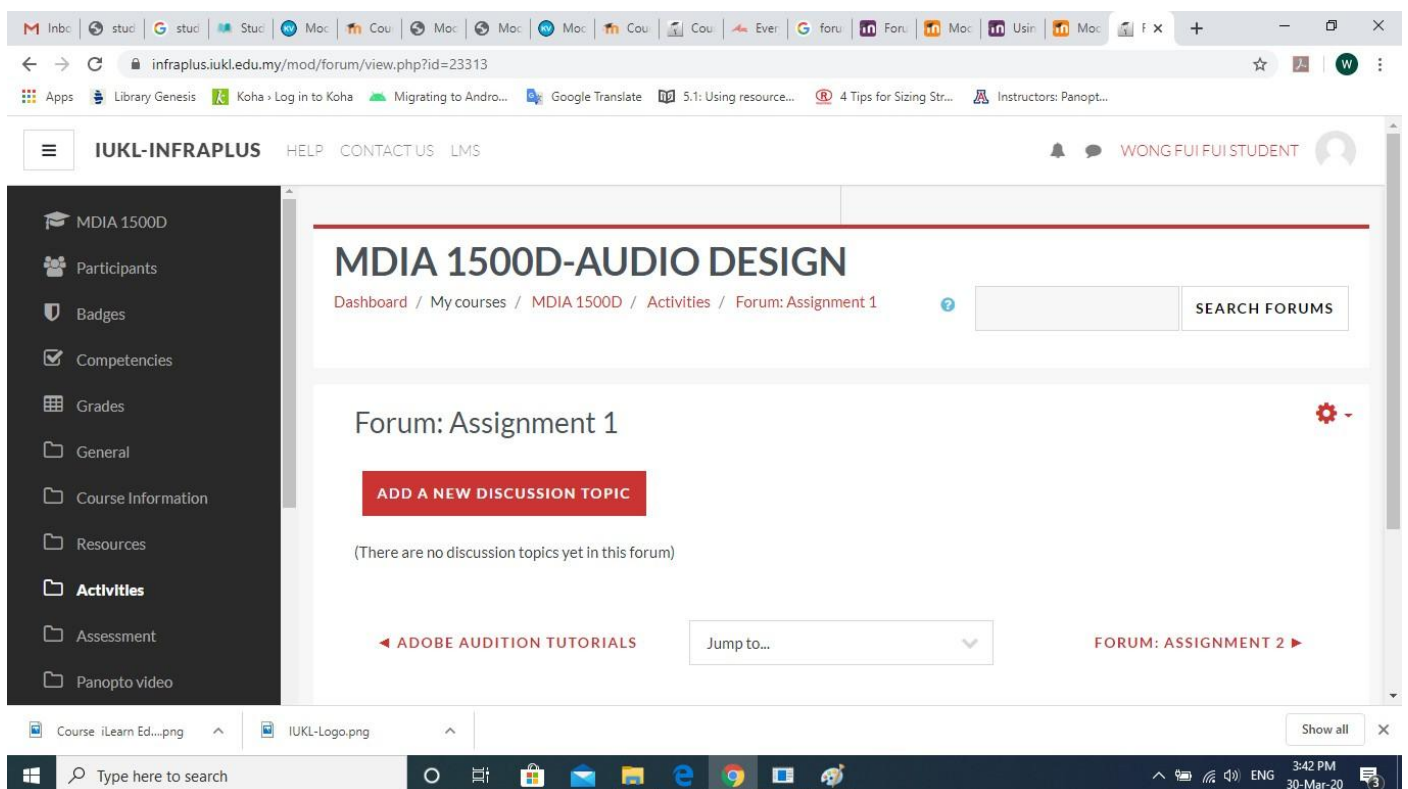 Inbo stud stud Stud Moc Cou Moc Moc Moc Cou Cou Ever foru Foru Moc Usin Moc F
infraplus.iukl.edu.my/mod/forum/view.php?id=23313 W
Apps Library Genesis Koha › Log in to Koha Migrating to Andro... Google Translate 5.1: Using resource... 4 Tips for Sizing Str... Instructors: Panopt...
IUKL-INFRAPLUS HELP CONTACT US LMS WONG FUI FUI STUDENT
MDIA 1500D
Participants
Badges
Competencies
Grades
General
Course Information
Resources
Activities
Assessment
Panopto video
MDIA 1500D-AUDIO DESIGN
Dashboard / My courses / MDIA 1500D / Activities / Forum: Assignment 1
SEARCH FORUMS
Forum: Assignment 1
ADD A NEW DISCUSSION TOPIC
(There are no discussion topics yet in this forum)
◄ ADOBE AUDITION TUTORIALS Jump to... FORUM: ASSIGNMENT 2 ►
Course iLearn Ed....png IUKL-Logo.png Show all
Type here to search ENG 3:42 PM
30-Mar-20 3